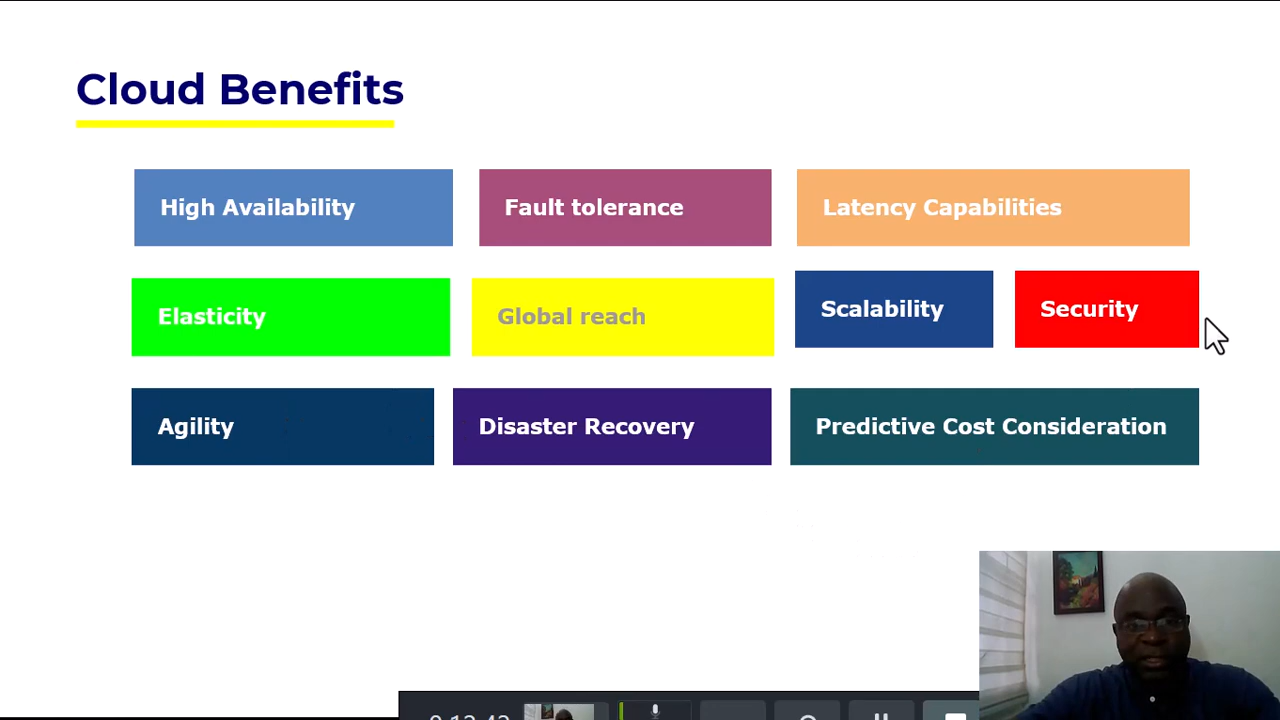 Cloud Benefits
High Availability
Fault tolerance
Latency Capabilities
Elasticity
Global reach
Scalability
Security
Agility
Disaster Recovery
Predictive Cost Consideration